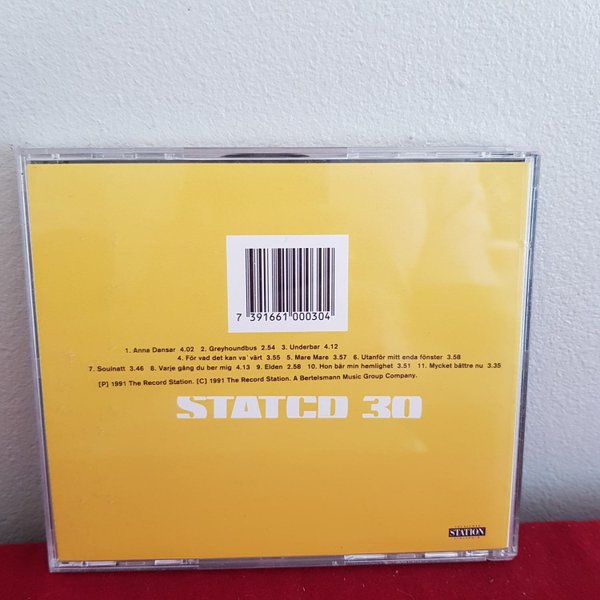 7 391661 000304
1. Anna Dansar 4.02 2. Greyhoundbus 2.54 3. Underbar 4.12
4. För vad det kan va' värt 3.55 5. Mare Mare 3.57 6. Utanför mitt enda fönster 3.58
7. Soulnatt 3.46 8. Varje gång du ber mig 4.13 9. Elden 2.58 10. Hon bär min hemlighet 3.51 11. Mycket bättre nu 3.35
[P] 1991 The Record Station. [C] 1991 The Record Station. A Bertelsmann Music Group Company.
STATCD 30
STATION